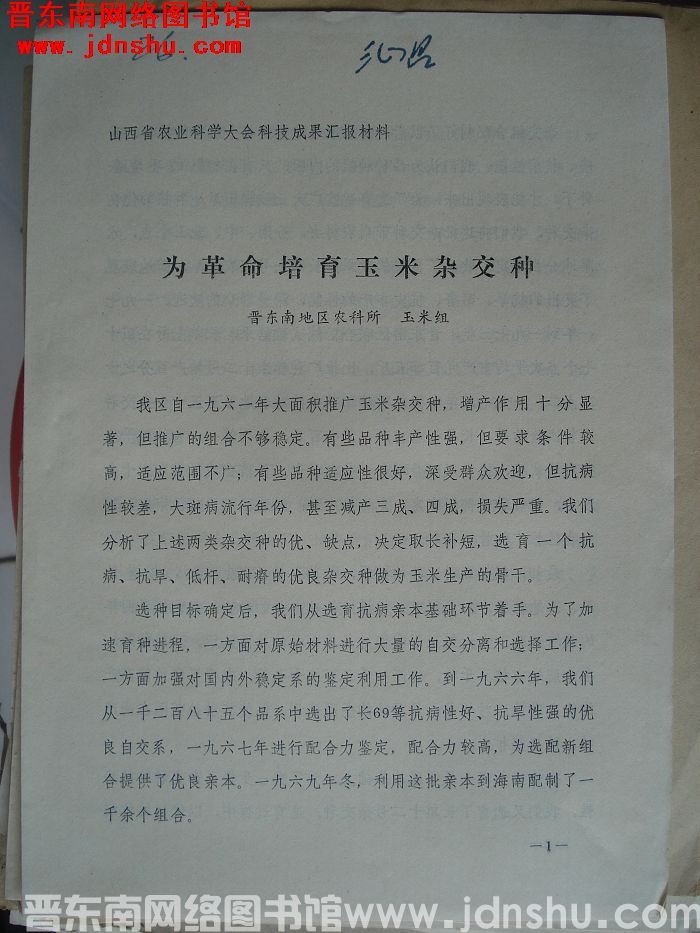 晋东南网络图书馆
www.jdnshu.com
26.
沁县
山西省农业科学大会科技成果汇报材料
为革命培育玉米杂交种
晋东南地区农科所 玉米组
我区自一九六一年大面积推广玉米杂交种，增产作用十分显
著，但推广的组合不够稳定。有些品种丰产性强，但要求条件较
高，适应范围不广；有些品种适应性很好，深受群众欢迎，但抗病
性较差，大斑病流行年份，甚至减产三成、四成，损失严重。我们
分析了上述两类杂交种的优、缺点，决定取长补短，选育一个抗
病、抗旱、低杆、耐瘠的优良杂交种做为玉米生产的骨干。
选种目标确定后，我们从选育抗病亲本基础环节着手。为了加
速育种进程，一方面对原始材料进行大量的自交分离和选择工作；
一方面加强对国内外稳定系的鉴定利用工作。到一九六六年，我们
从一千二百八十五个品系中选出了长69等抗病性好、抗旱性强的优
良自交系，一九六七年进行配合力鉴定，配合力较高，为选配新组
合提供了优良亲本。一九六九年冬，利用这批亲本到海南配制了一
千余个组合。
—1—
晋东南网络图书馆www.jdnshu.com